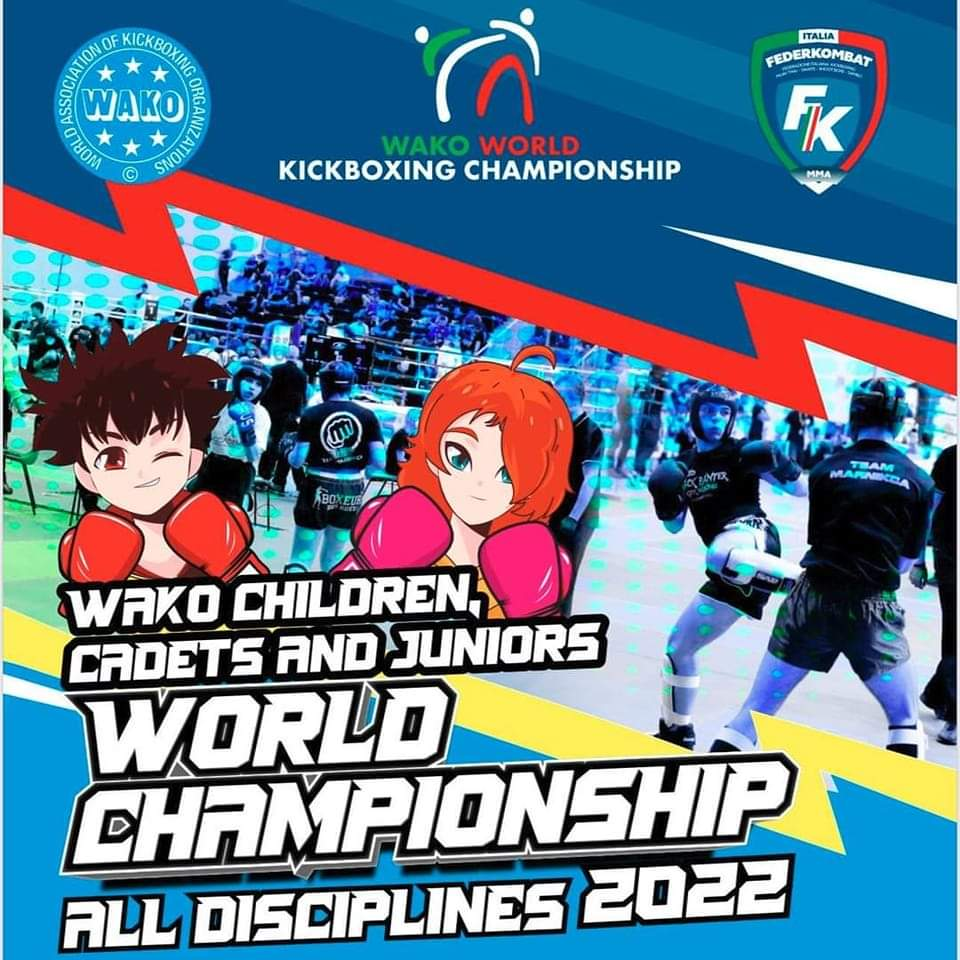 WORLD ASSOCIATION OF KICKBOXING ORGANIZATIONS
WAKO
©
WAKO WORLD
KICKBOXING CHAMPIONSHIP
ITALIA
FEDERKOMBAT
FK
MMA
BOXEUR
TEAM
MARNIKCA
WAKO CHILDREN,
CADETS AND JUNIORS
WORLD
CHAMPIONSHIP
ALL DISCIPLINES 2022